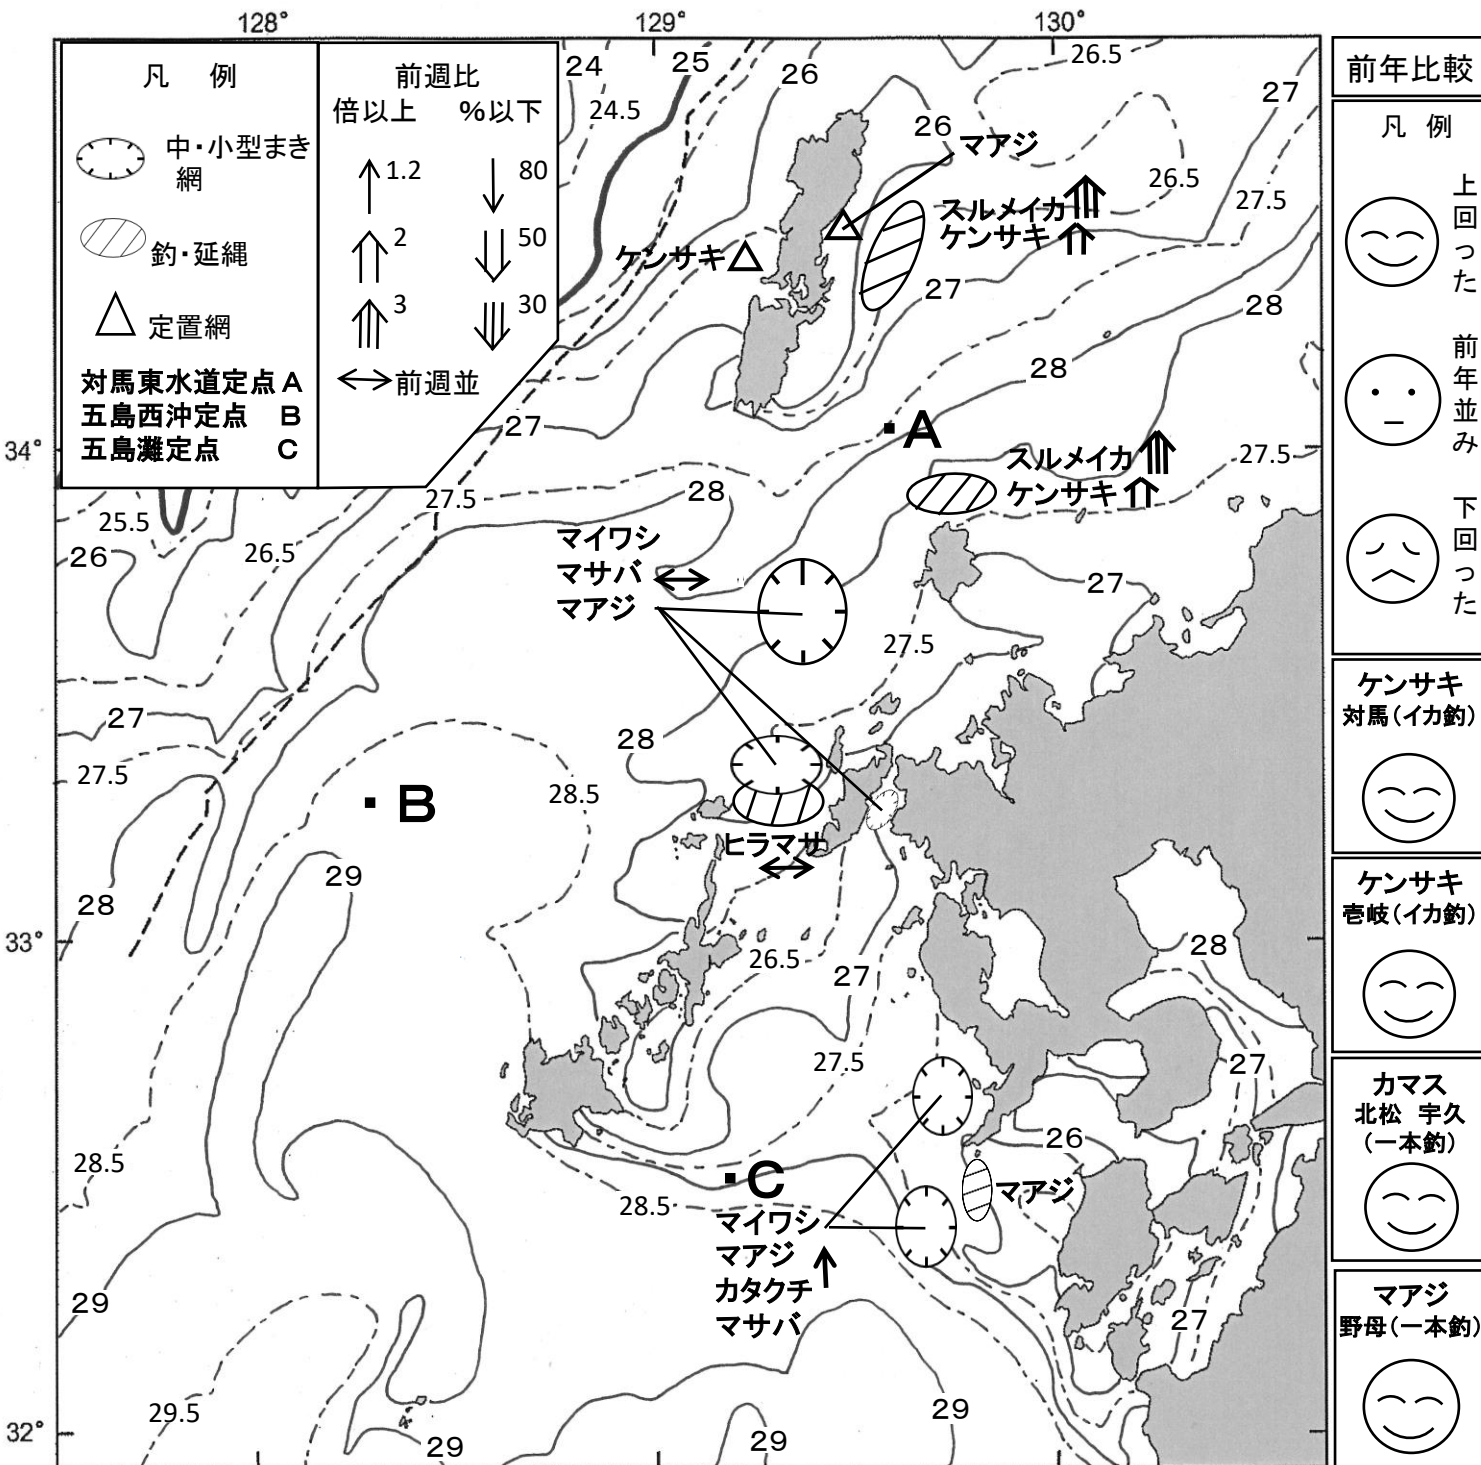 128°
129°
130°
凡 例
中・小型まき
網
釣・延縄
定置網
対馬東水道定点 A
五島西沖定点 B
五島灘定点 C
前週比
倍以上 %以下
1.2 80
2 50
3 30
前週並
24
25
26
26.5
27
24.5
26
マアジ
26.5
27.5
スルメイカ
ケンサキ
ケンサキ
27
28
28
27
A
34°
スルメイカ
ケンサキ
27.5
27.5
28
25.5
26
26.5
マイワシ
マサバ
マアジ
27
27.5
27
28
27.5
28.5
B
ヒラマサ
29
28
33°
26.5
27
28
27.5
27
26
28.5
28.5
C
マアジ
マイワシ
マアジ
カタクチ
マサバ
29
27
29.5
29
32°
29
29
前年比較
凡 例
上回った
前年並み
下回った
ケンサキ
対馬(イカ釣)
ケンサキ
壱岐(イカ釣)
カマス
北松 宇久
(一本釣)
マアジ
野母(一本釣)